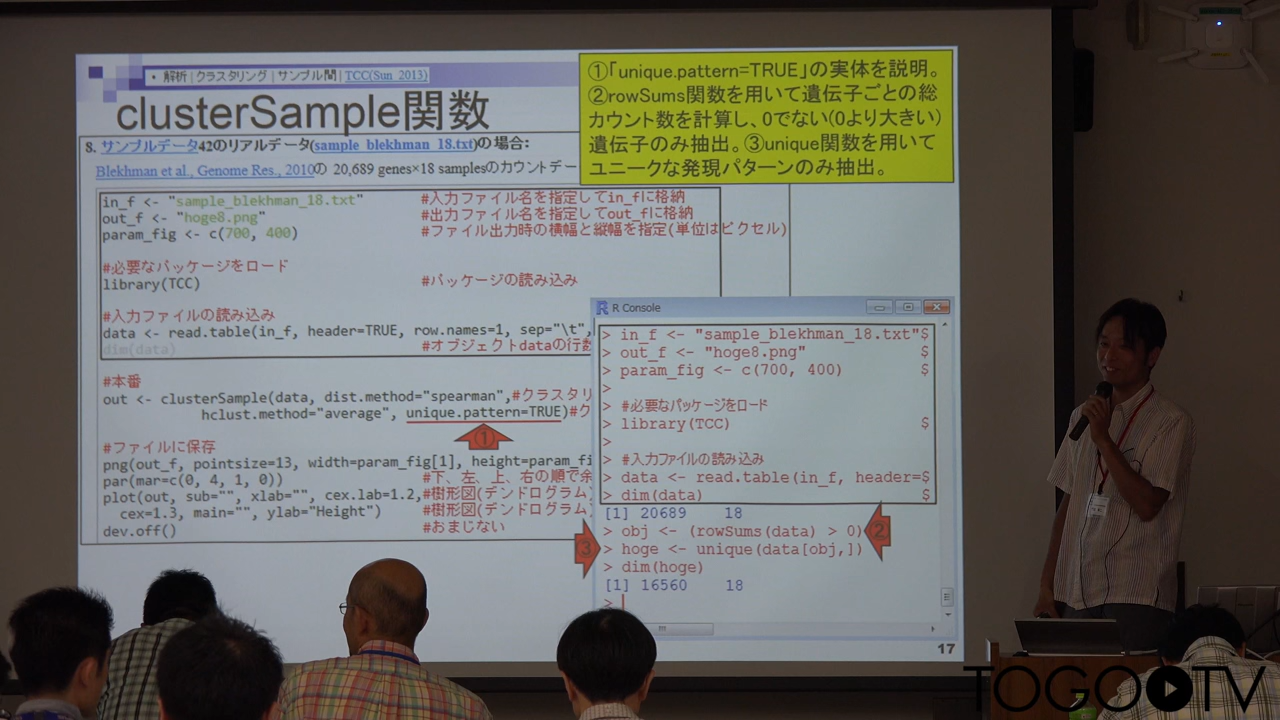 • 解析 | クラスタリング | サンプル間 | TCC(Sun_2013)
clusterSample関数
①「unique.pattern=TRUE」の実体を説明。
②rowSums関数を用いて遺伝子ごとの総
カウント数を計算し、0でない(0より大きい)
遺伝子のみ抽出。③unique関数を用いて
ユニークな発現パターンのみ抽出。
8. サンプルデータ42のリアルデータ(sample_blekhman_18.txt)の場合:
Blekhman et al., Genome Res., 2010の 20,689 genes×18 samplesのカウントデー
in_f <- "sample_blekhman_18.txt" #入力ファイル名を指定してin_fに格納
out_f <- "hoge8.png" #出力ファイル名を指定してout_fに格納
param_fig <- c(700, 400) #ファイル出力時の横幅と縦幅を指定(単位はピクセル)
#必要なパッケージをロード
library(TCC) #パッケージの読み込み
#入力ファイルの読み込み
data <- read.table(in_f, header=TRUE, row.names=1, sep="\t",
dim(data) #オブジェクトdataの行数
#本番
out <- clusterSample(data, dist.method="spearman",#クラスタリ
hclust.method="average", unique.pattern=TRUE)#ク
①
#ファイルに保存
png(out_f, pointsize=13, width=param_fig[1], height=param_fi
par(mar=c(0, 4, 1, 0)) #下、左、上、右の順で余
plot(out, sub="", xlab="", cex.lab=1.2,#樹形図(デンドログラム)
cex=1.3, main="", ylab="Height") #樹形図(デンドログラム)
dev.off() #おまじない
R Console
> in_f <- "sample_blekhman_18.txt"$
> out_f <- "hoge8.png" $
> param_fig <- c(700, 400) $
>
> #必要なパッケージをロード
> library(TCC) $
>
> #入力ファイルの読み込み
> data <- read.table(in_f, header=$
> dim(data) $
[1] 20689 18
> obj <- (rowSums(data) > 0) ②
③ > hoge <- unique(data[obj,])
> dim(hoge)
[1] 16560 18
>
17
TOGO TV